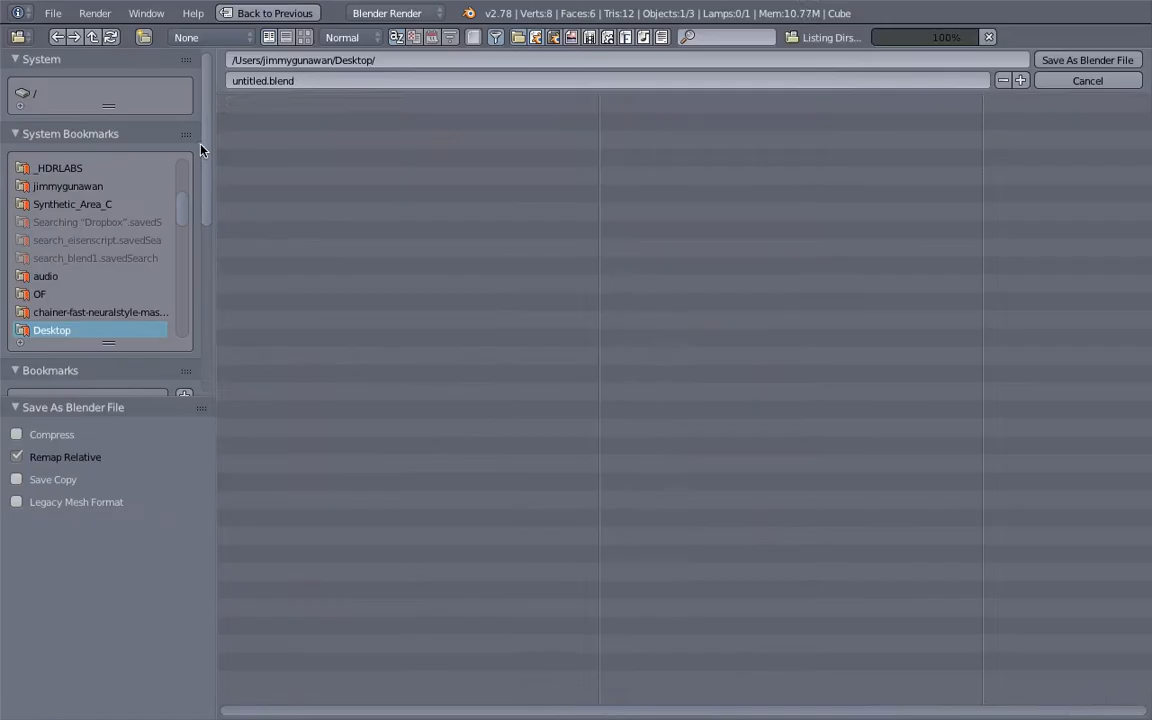 File Render Window Help Back to Previous Blender Render v2.78 | Verts:8 | Faces:6 | Tris:12 | Objects:1/3 | Lamps:0/1 | Mem:10.77M | Cube
None Normal Listing Dirs... 100%
System
/
System Bookmarks
_HDRLABS
jimmygunawan
Synthetic_Area_C
Searching "Dropbox".savedS
search_eisenscript.savedSea
search_blend1.savedSearch
audio
OF
chainer-fast-neuralstyle-mas...
Desktop
Bookmarks
Save As Blender File
Compress
Remap Relative
Save Copy
Legacy Mesh Format
/Users/jimmygunawan/Desktop/ Save As Blender File
untitled.blend Cancel